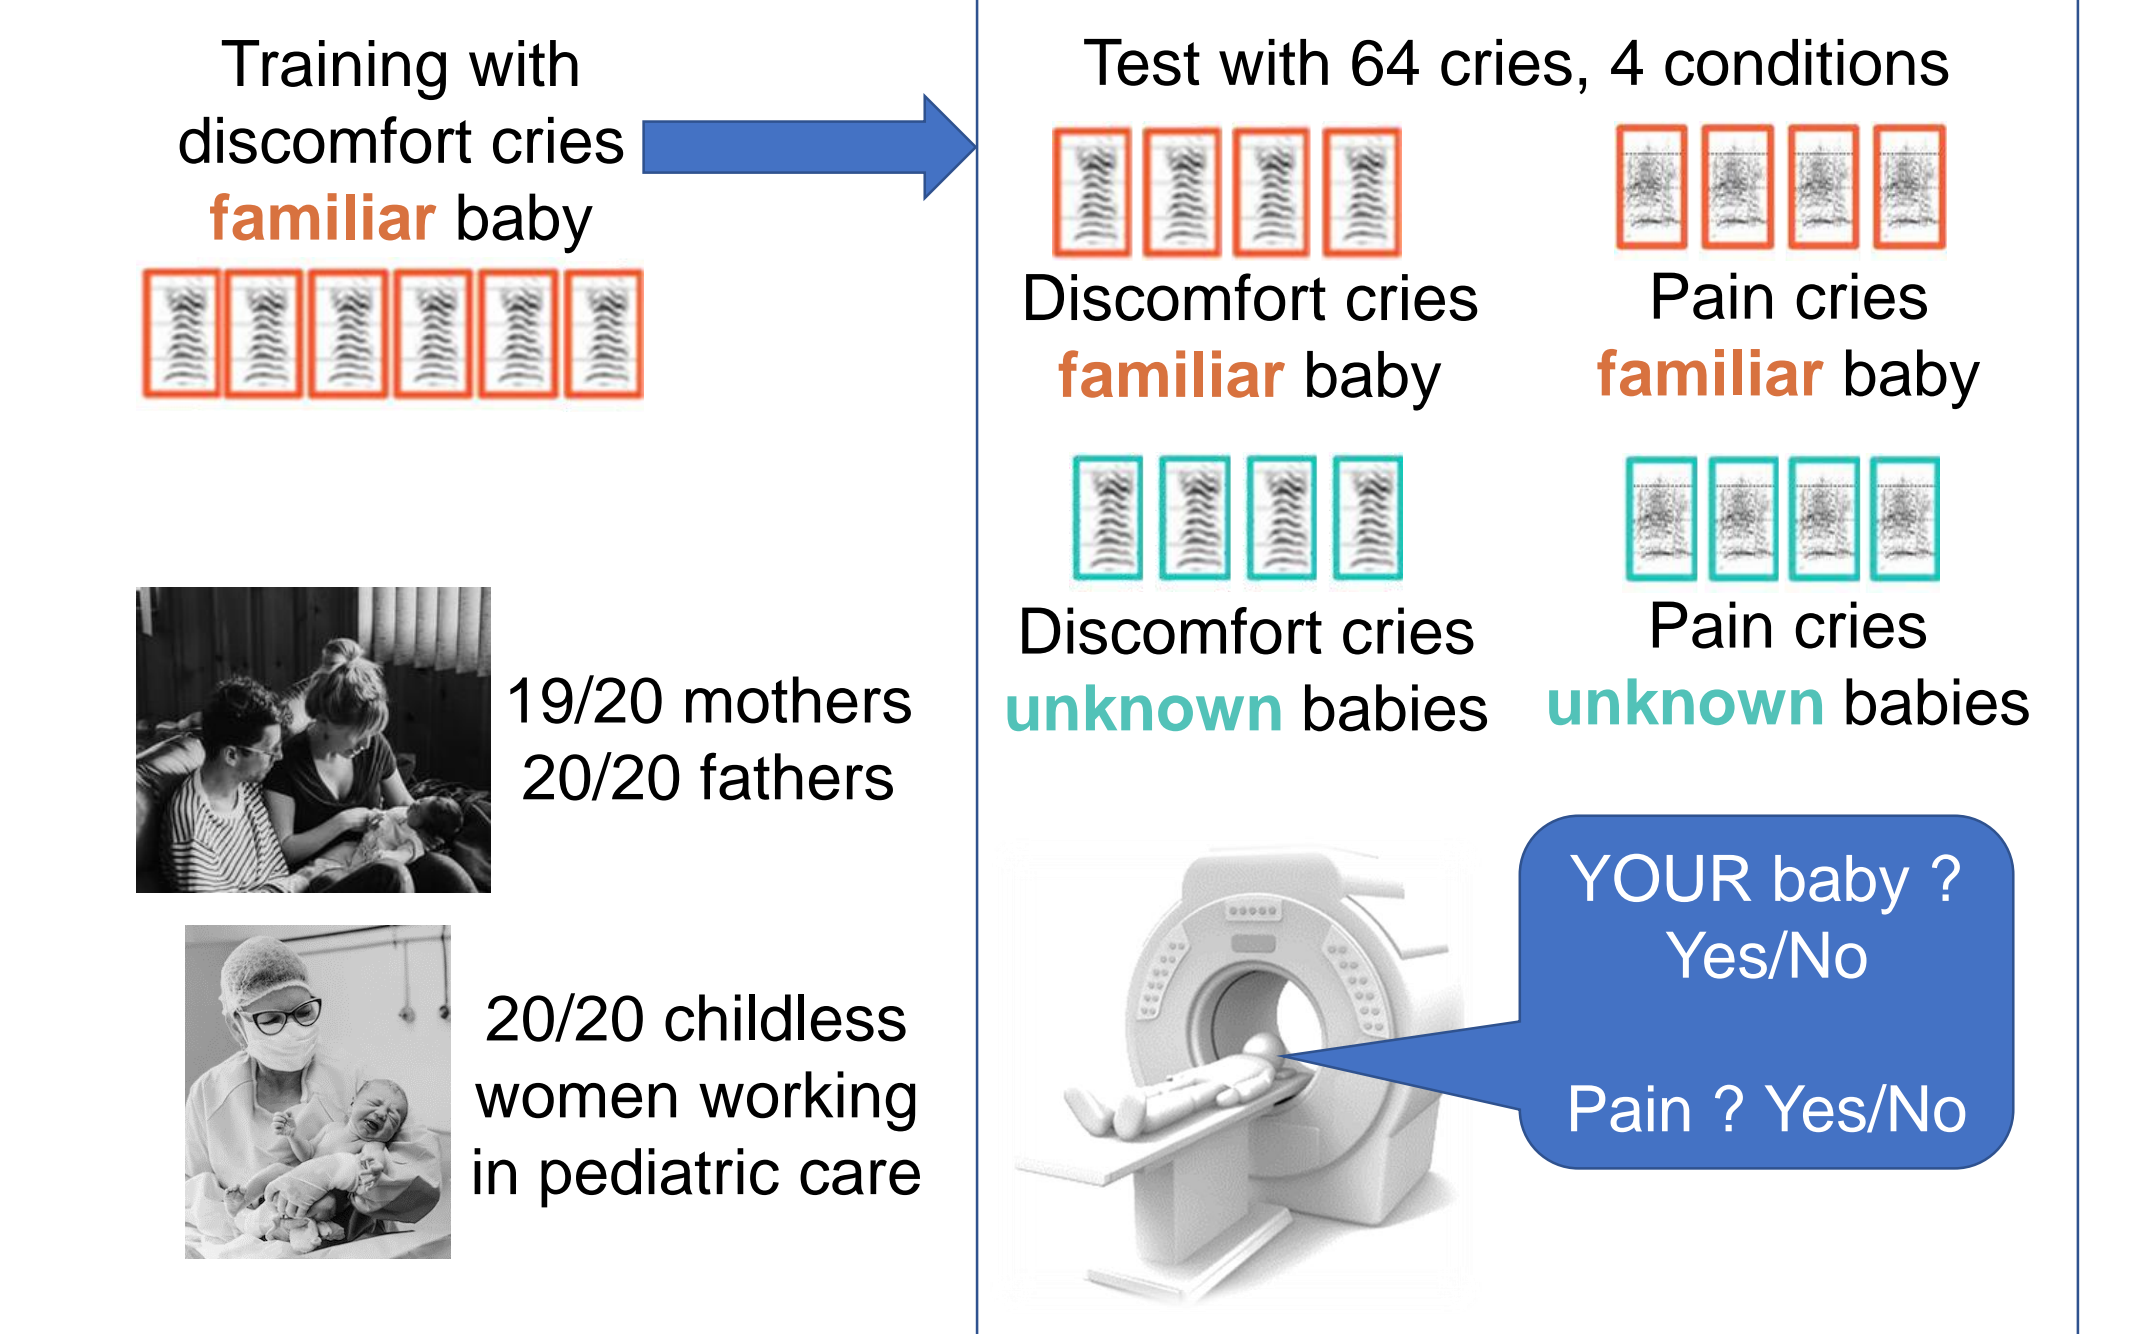 Training with
discomfort cries
familiar baby
19/20 mothers
20/20 fathers
20/20 childless
women working
in pediatric care
Test with 64 cries, 4 conditions
Discomfort cries
familiar baby
Pain cries
familiar baby
Discomfort cries
unknown babies
Pain cries
unknown babies
YOUR baby ?
Yes/No
Pain ? Yes/No